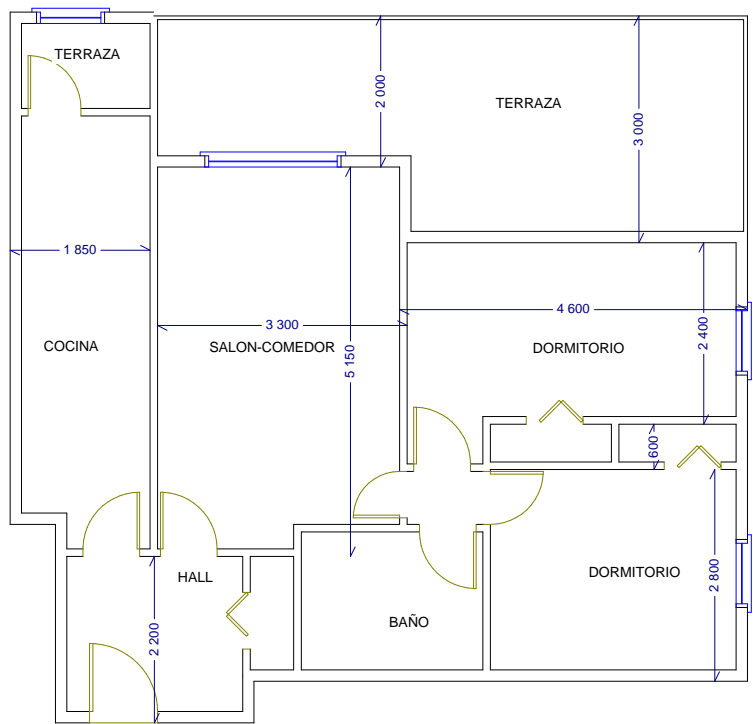 TERRAZA
2 000
TERRAZA
3 000
1 850
COCINA
3 300
SALON-COMEDOR
5 150
4 600
DORMITORIO
2 400
600
HALL
2 200
BAÑO
DORMITORIO
2 800